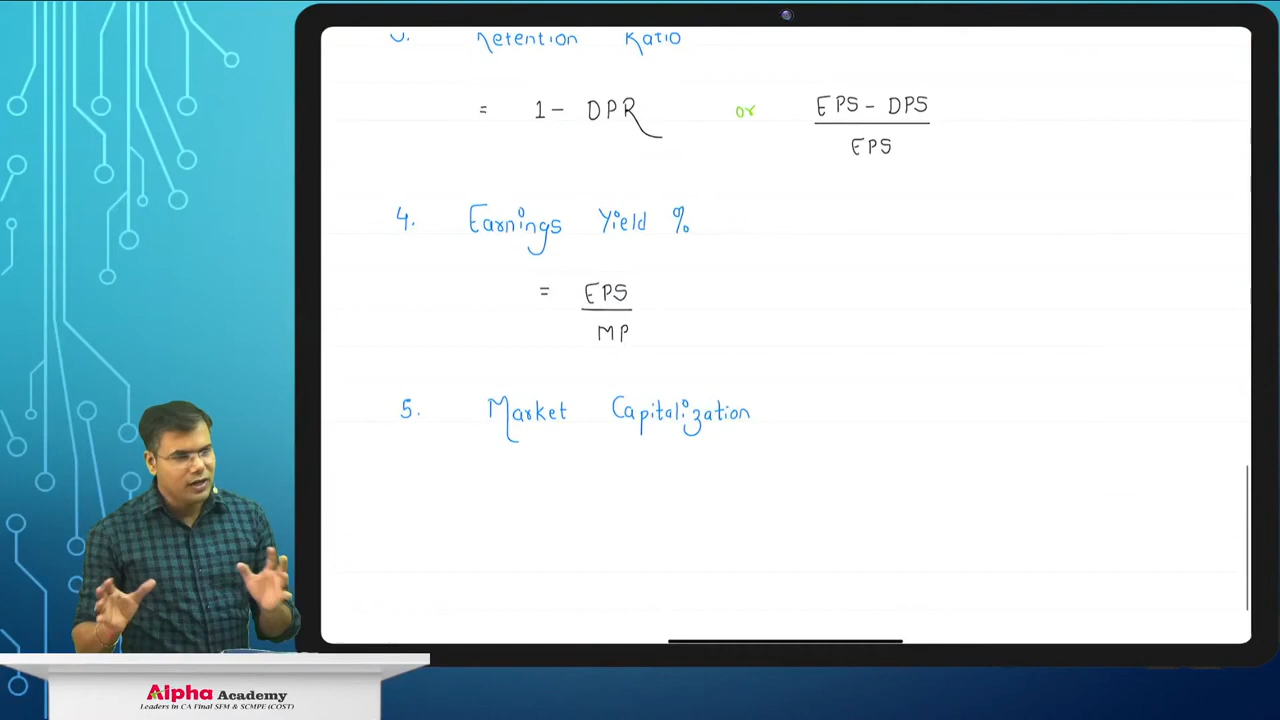 Retention Ratio
= 1 - DPR or EPS - DPS / EPS
4. Earnings Yield %
= EPS / MP
5. Market Capitalization
Alpha Academy
Leaders in CA Final SFM & SCMPE (COST)